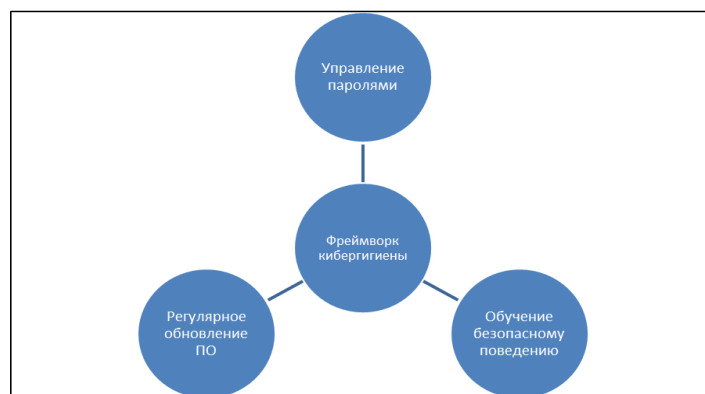 Управление
паролями
Фреймворк
кибергигиены
Регулярное
обновление
ПО
Обучение
безопасному
поведению